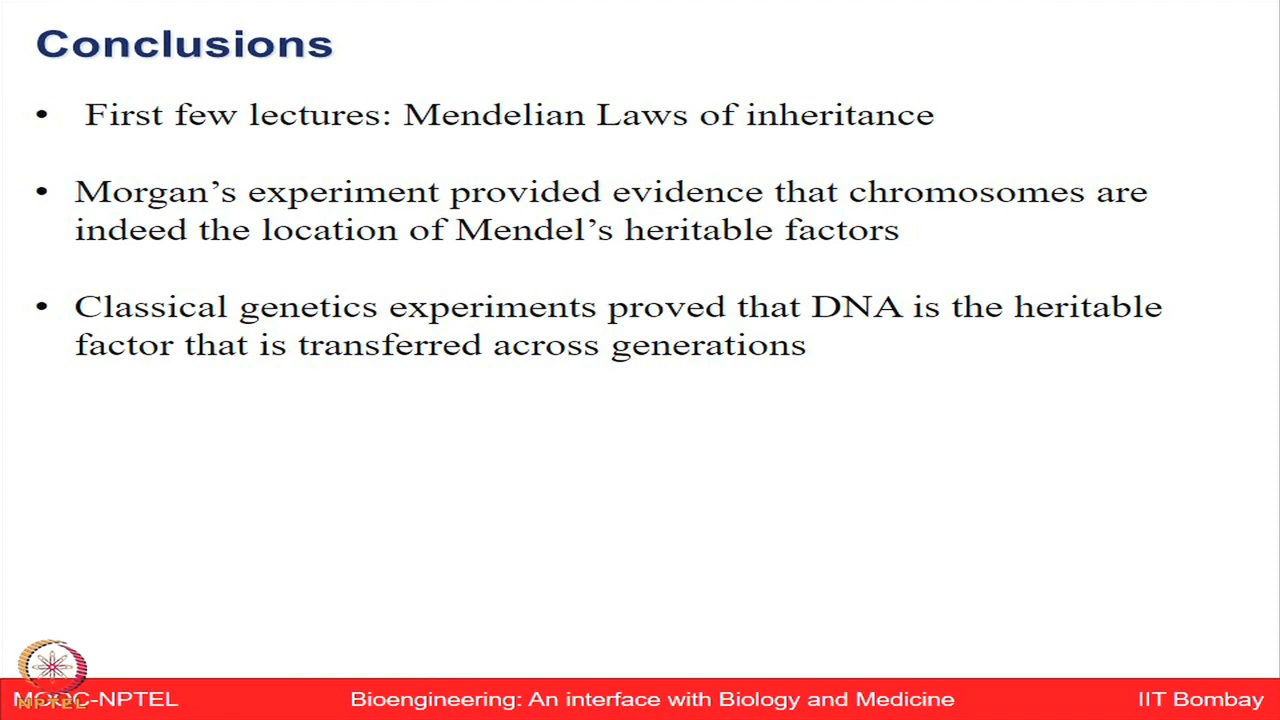 Conclusions
• First few lectures: Mendelian Laws of inheritance
• Morgan’s experiment provided evidence that chromosomes are
indeed the location of Mendel’s heritable factors
• Classical genetics experiments proved that DNA is the heritable
factor that is transferred across generations
MOOC-NPTEL Bioengineering: An interface with Biology and Medicine IIT Bombay
NPTEL